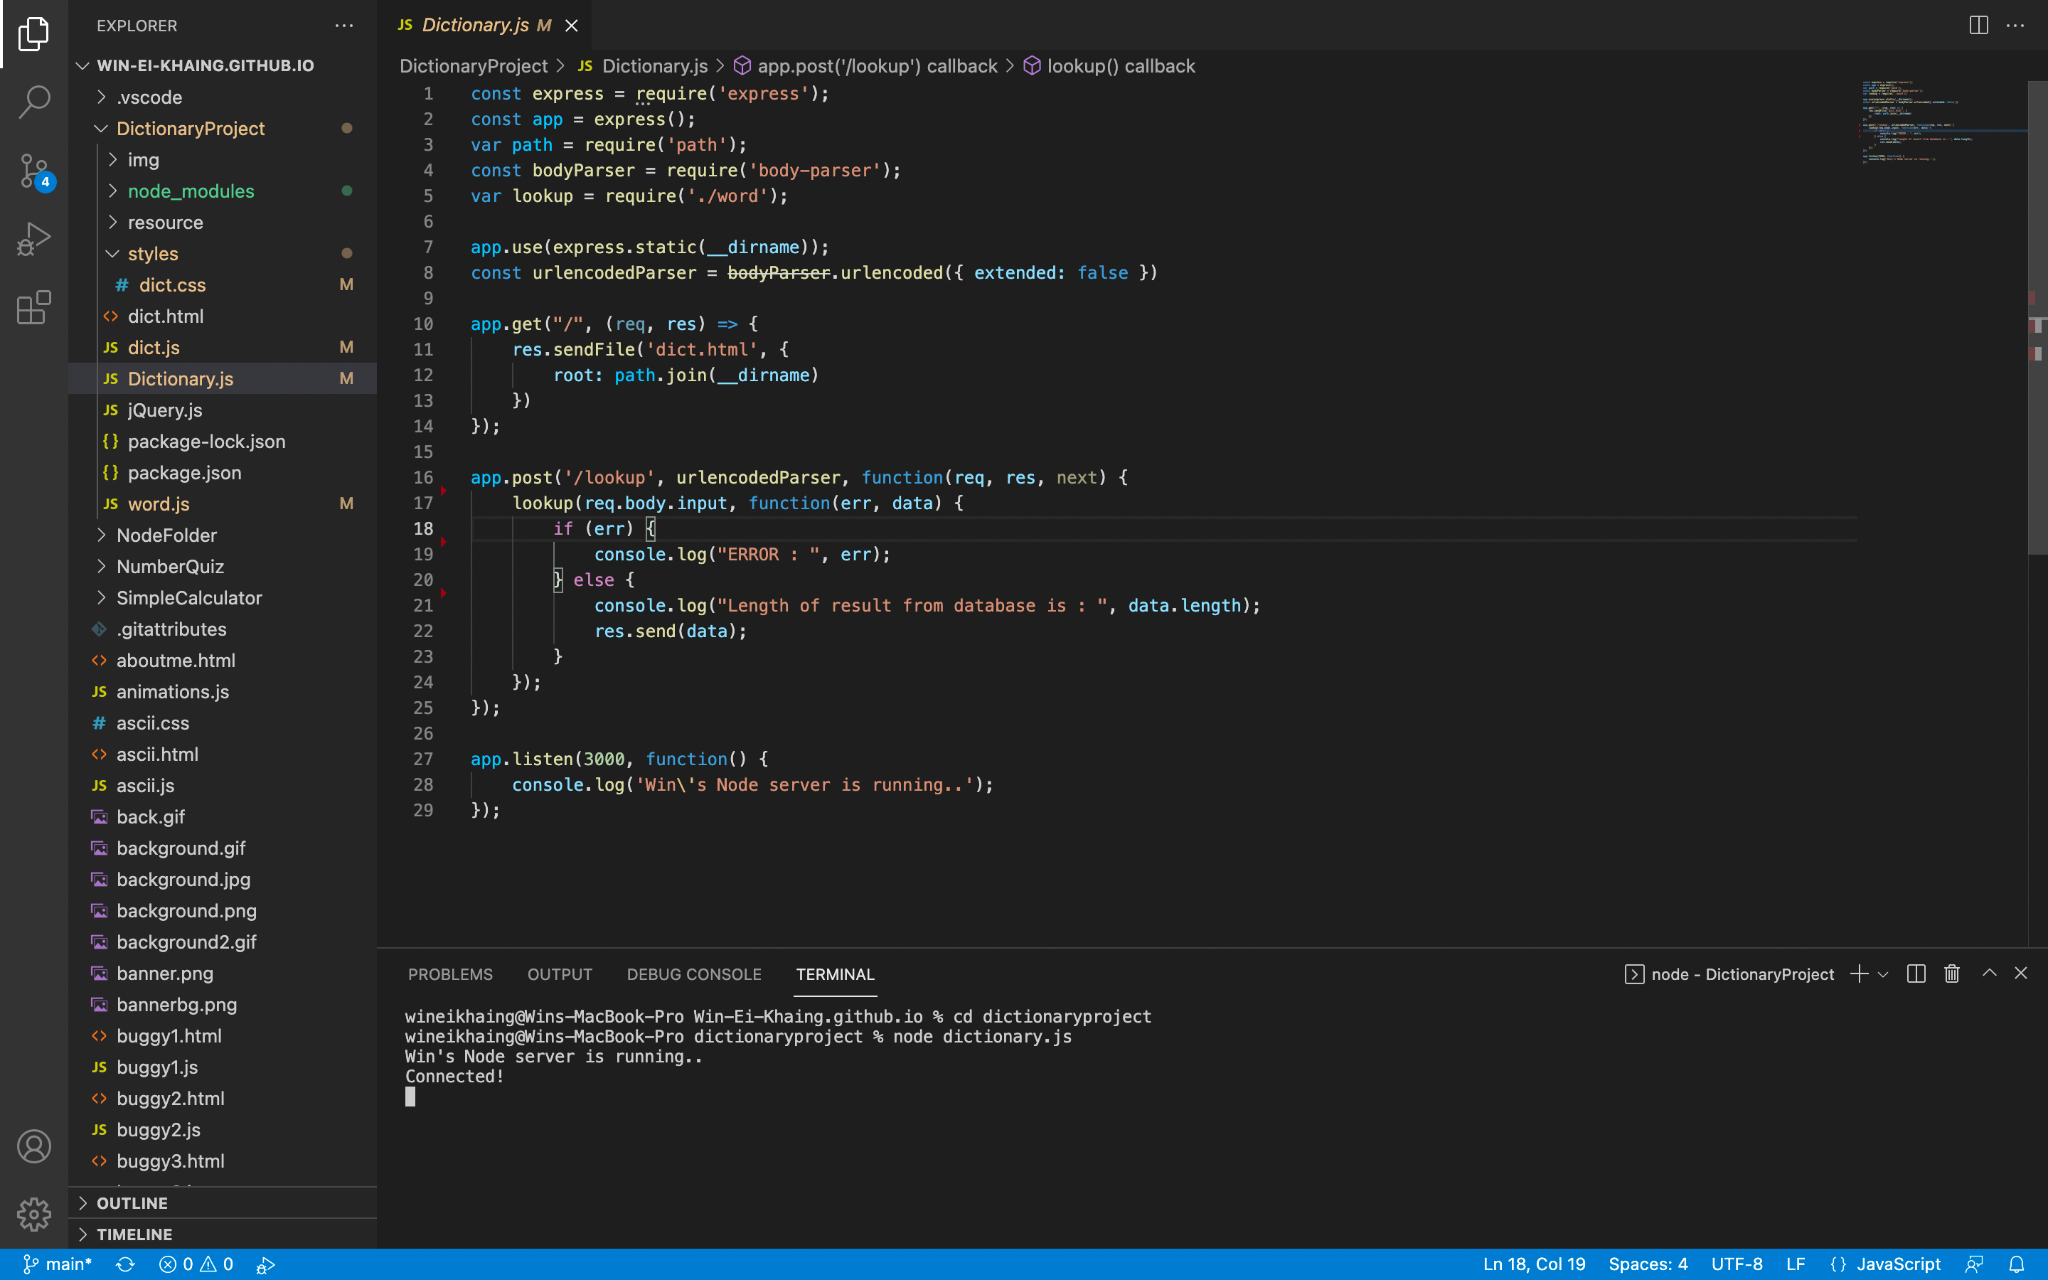 EXPLORER
WIN-EI-KHAING.GITHUB.IO
.vscode
DictionaryProject
img
node_modules
resource
styles
# dict.css M
<> dict.html
JS dict.js M
JS Dictionary.js M
JS jQuery.js
{} package-lock.json
{} package.json
JS word.js M
NodeFolder
NumberQuiz
SimpleCalculator
.gitattributes
<> aboutme.html
JS animations.js
# ascii.css
<> ascii.html
JS ascii.js
back.gif
background.gif
background.jpg
background.png
background2.gif
banner.png
bannerbg.png
<> buggy1.html
JS buggy1.js
<> buggy2.html
JS buggy2.js
<> buggy3.html
OUTLINE
TIMELINE
4
JS Dictionary.js M
DictionaryProject > JS Dictionary.js > app.post('/lookup') callback > lookup() callback
1 const express = require('express');
2 const app = express();
3 var path = require('path');
4 const bodyParser = require('body-parser');
5 var lookup = require('./word');
6
7 app.use(express.static(__dirname));
8 const urlencodedParser = bodyParser.urlencoded({ extended: false })
9
10 app.get("/", (req, res) => {
11 res.sendFile('dict.html', {
12 root: path.join(__dirname)
13 })
14 });
15
16 app.post('/lookup', urlencodedParser, function(req, res, next) {
17 lookup(req.body.input, function(err, data) {
18 if (err) {
19 console.log("ERROR : ", err);
20 } else {
21 console.log("Length of result from database is : ", data.length);
22 res.send(data);
23 }
24 });
25 });
26
27 app.listen(3000, function() {
28 console.log('Win\'s Node server is running..');
29 });
PROBLEMS OUTPUT DEBUG CONSOLE TERMINAL
node - DictionaryProject
wineikhaing@Wins-MacBook-Pro Win-Ei-Khaing.github.io % cd dictionaryproject
wineikhaing@Wins-MacBook-Pro dictionaryproject % node dictionary.js
Win's Node server is running..
Connected!
main* 0 0
Ln 18, Col 19 Spaces: 4 UTF-8 LF {} JavaScript